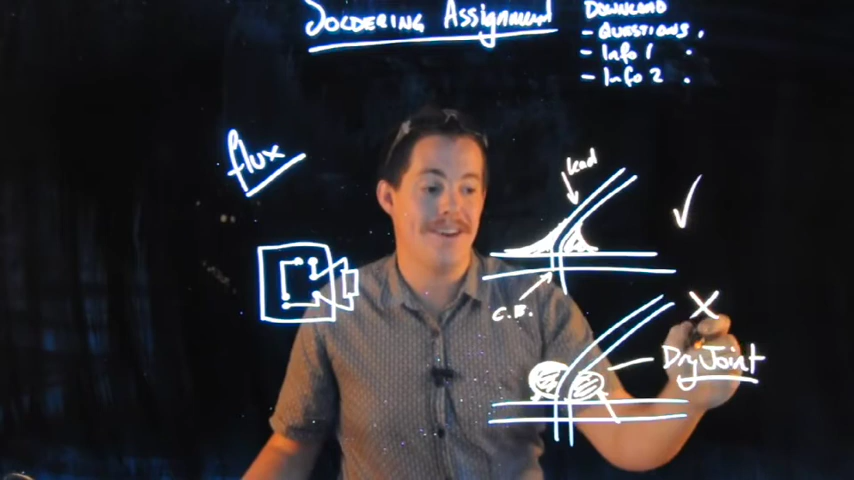 Soldering Assignment
Download
- Questions.
- Info 1 .
- Info 2 .
flux
lead
C.B.
Dry Joint